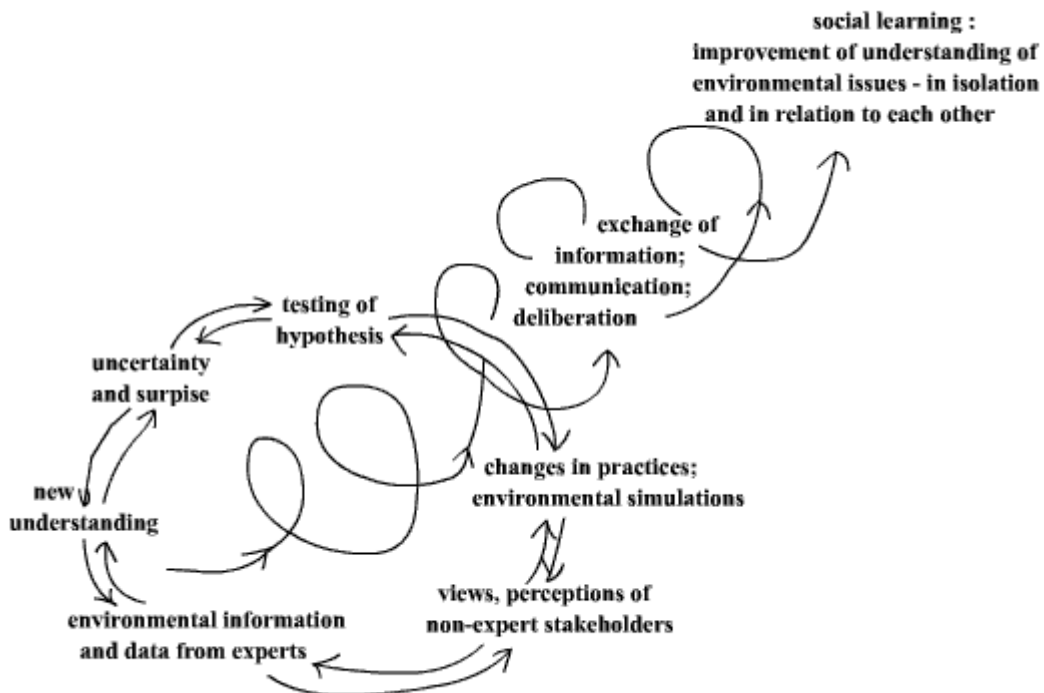 social learning :
improvement of understanding of
environmental issues - in isolation
and in relation to each other
exchange of
information;
communication;
deliberation
testing of
hypothesis
uncertainty
and surpise
changes in practices;
environmental simulations
new
understanding
views, perceptions of
non-expert stakeholders
environmental information
and data from experts